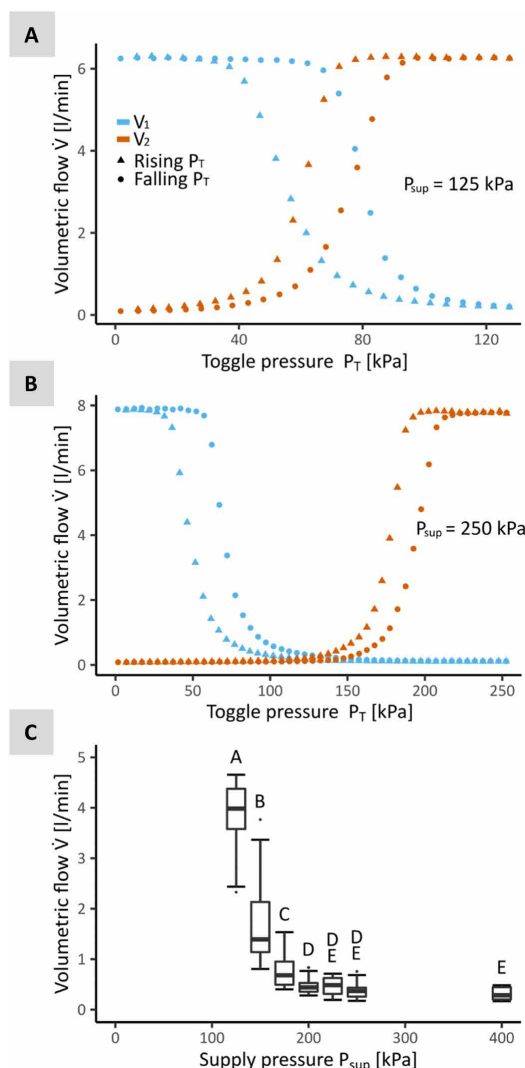 A
6
4
2
0
Volumetric flow V̇ [l/min]
V₁
V₂
Rising P_T
Falling P_T
P_sup = 125 kPa
0 40 80 120
Toggle pressure P_T [kPa]
B
8
6
4
2
0
Volumetric flow V̇ [l/min]
P_sup = 250 kPa
0 50 100 150 200 250
Toggle pressure P_T [kPa]
C
5
4
3
2
1
0
Volumetric flow V̇ [l/min]
A
B
C
D
D
E
D
E
E
0 100 200 300 400
Supply pressure P_sup [kPa]